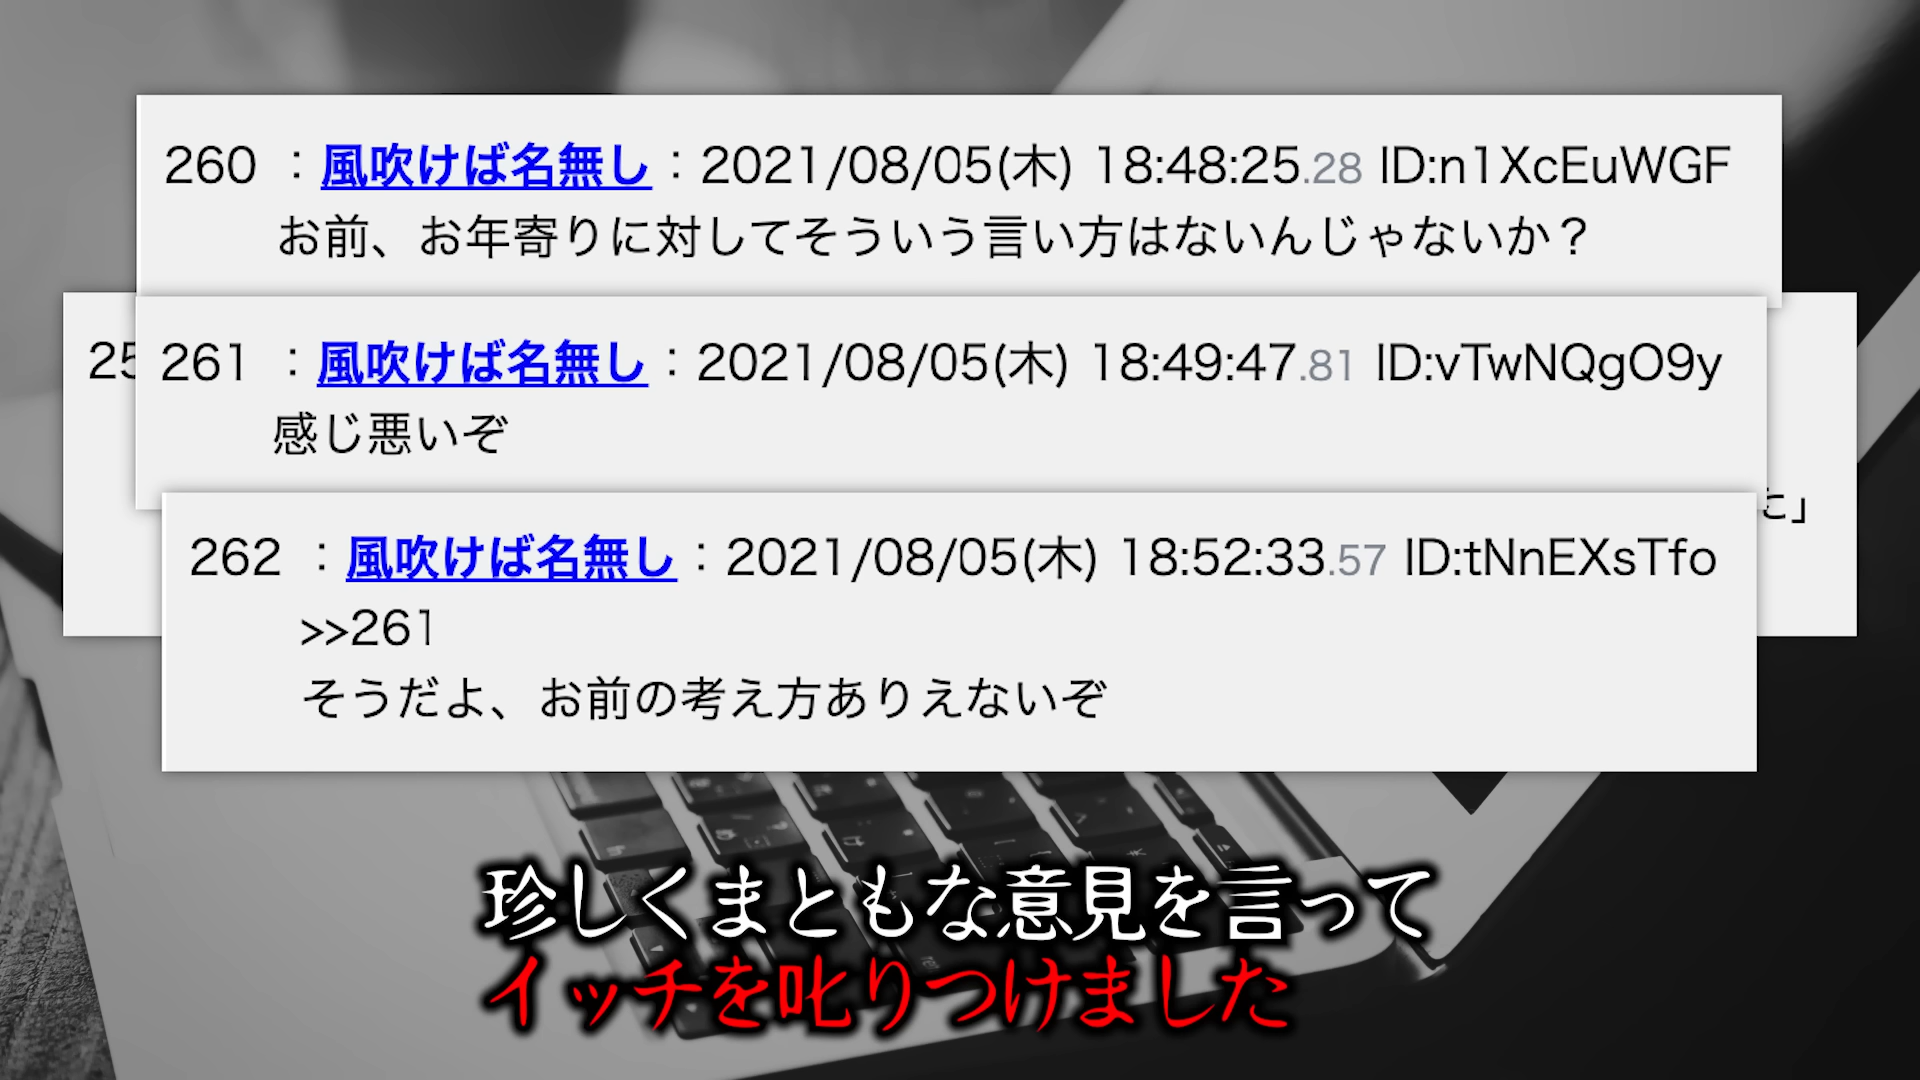 260 ：風吹けば名無し：2021/08/05(木) 18:48:25.28 ID:n1XcEuWGF
お前、お年寄りに対してそういう言い方はないんじゃないか？
25
261 ：風吹けば名無し：2021/08/05(木) 18:49:47.81 ID:vTwNQgO9y
感じ悪いぞ
た」
262 ：風吹けば名無し：2021/08/05(木) 18:52:33.57 ID:tNnEXsTfo
>>261
そうだよ、お前の考え方ありえないぞ
珍しくまともな意見を言って
イッチを叱りつけました